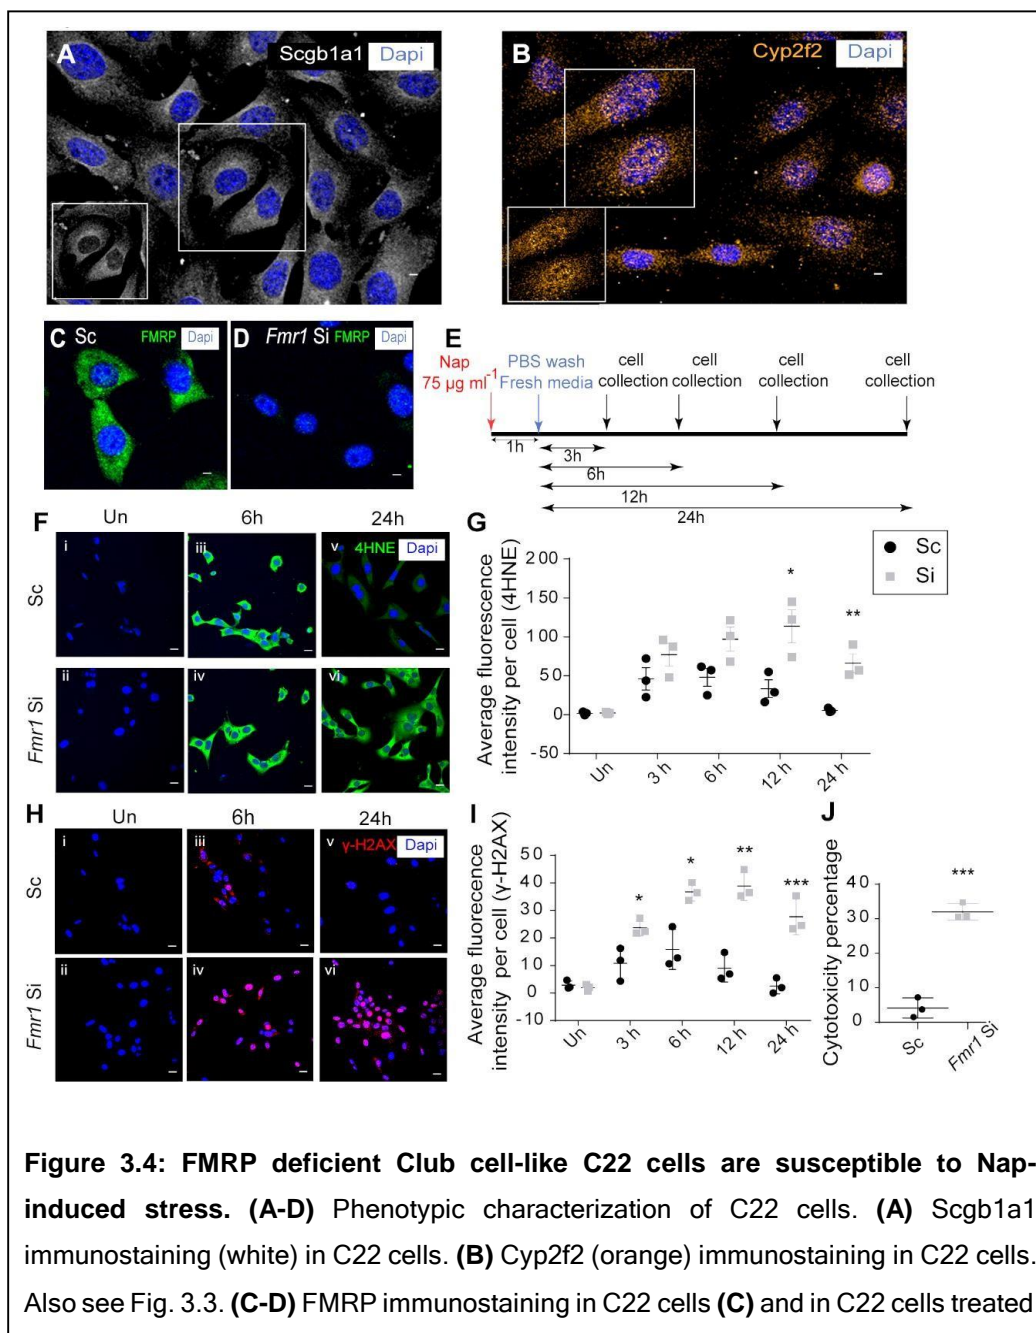 A Scgb1a1 Dapi
B Cyp2f2 Dapi
C Sc FMRP Dapi
D Fmr1 Si FMRP Dapi
E
Nap
75 µg ml-1
PBS wash
Fresh media
cell
collection
cell
collection
cell
collection
cell
collection
1h
3h
6h
12h
24h
F Un 6h 24h
Sc
i iii v 4HNE Dapi
Fmr1 Si
ii iv vi
G
Average fluorescence
intensity per cell (4HNE)
200
150
100
50
0
-50
Un 3 h 6 h 12 h 24 h
* **
Sc
Si
H Un 6h 24h
Sc
i iii v γ-H2AX Dapi
Fmr1 Si
ii iv vi
I
Average fluorecence
intensity per cell (γ-H2AX)
50
40
30
20
10
0
-10
Un 3 h 6 h 12 h 24 h
* * ** ***
J
Cytotoxicity percentage
40
30
20
10
0
Sc Fmr1 Si
***
Figure 3.4: FMRP deficient Club cell-like C22 cells are susceptible to Nap-
induced stress. (A-D) Phenotypic characterization of C22 cells. (A) Scgb1a1
immunostaining (white) in C22 cells. (B) Cyp2f2 (orange) immunostaining in C22 cells.
Also see Fig. 3.3. (C-D) FMRP immunostaining in C22 cells (C) and in C22 cells treated